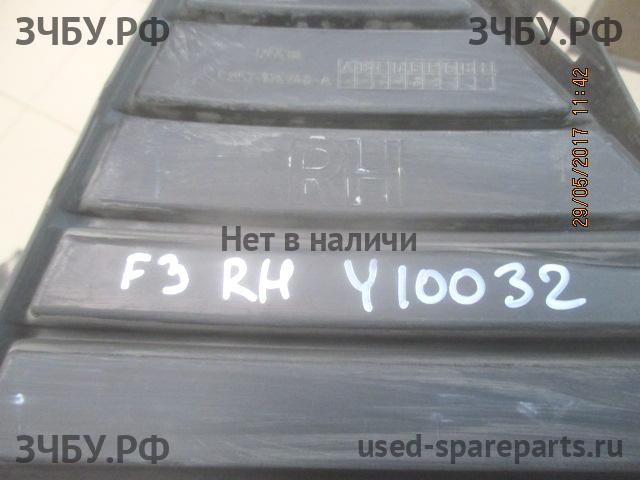 ЗЧБУ.РФ ЗЧБУ.РФ
29/05/2017 11:42
RH
Нет в наличи
F3 RH Y10032
ЗЧБУ.РФ used-spareparts.ru